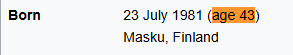 Born 23 July 1981 (age 43)
Masku, Finland